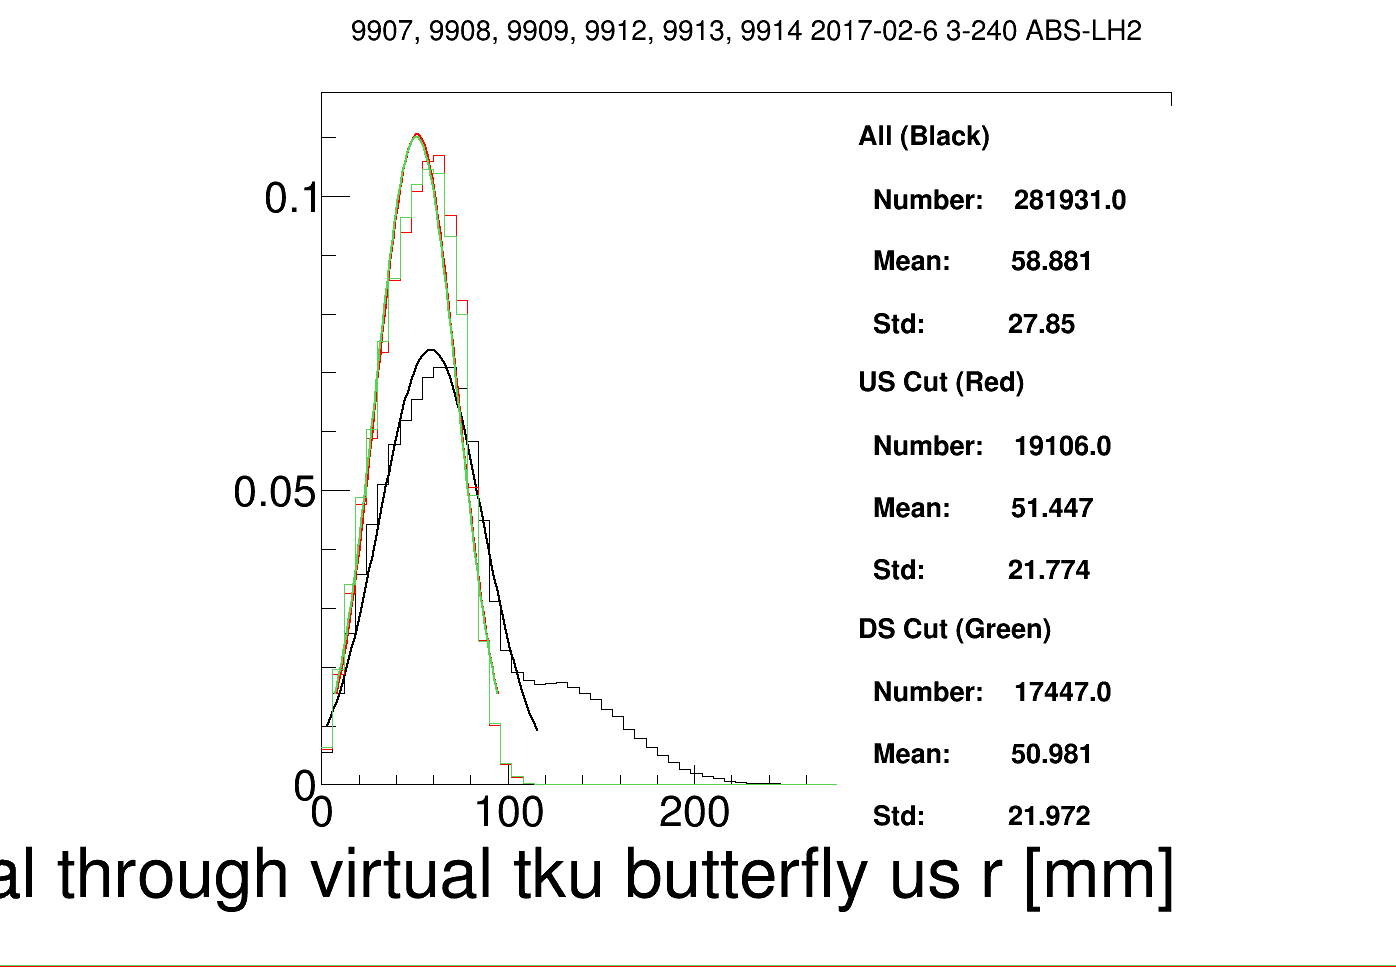 9907, 9908, 9909, 9912, 9913, 9914 2017-02-6 3-240 ABS-LH2
All (Black)
Number: 281931.0
Mean: 58.881
Std: 27.85
US Cut (Red)
Number: 19106.0
Mean: 51.447
Std: 21.774
DS Cut (Green)
Number: 17447.0
Mean: 50.981
Std: 21.972
0.1
0.05
0
0 100 200
al through virtual tku butterfly us r [mm]